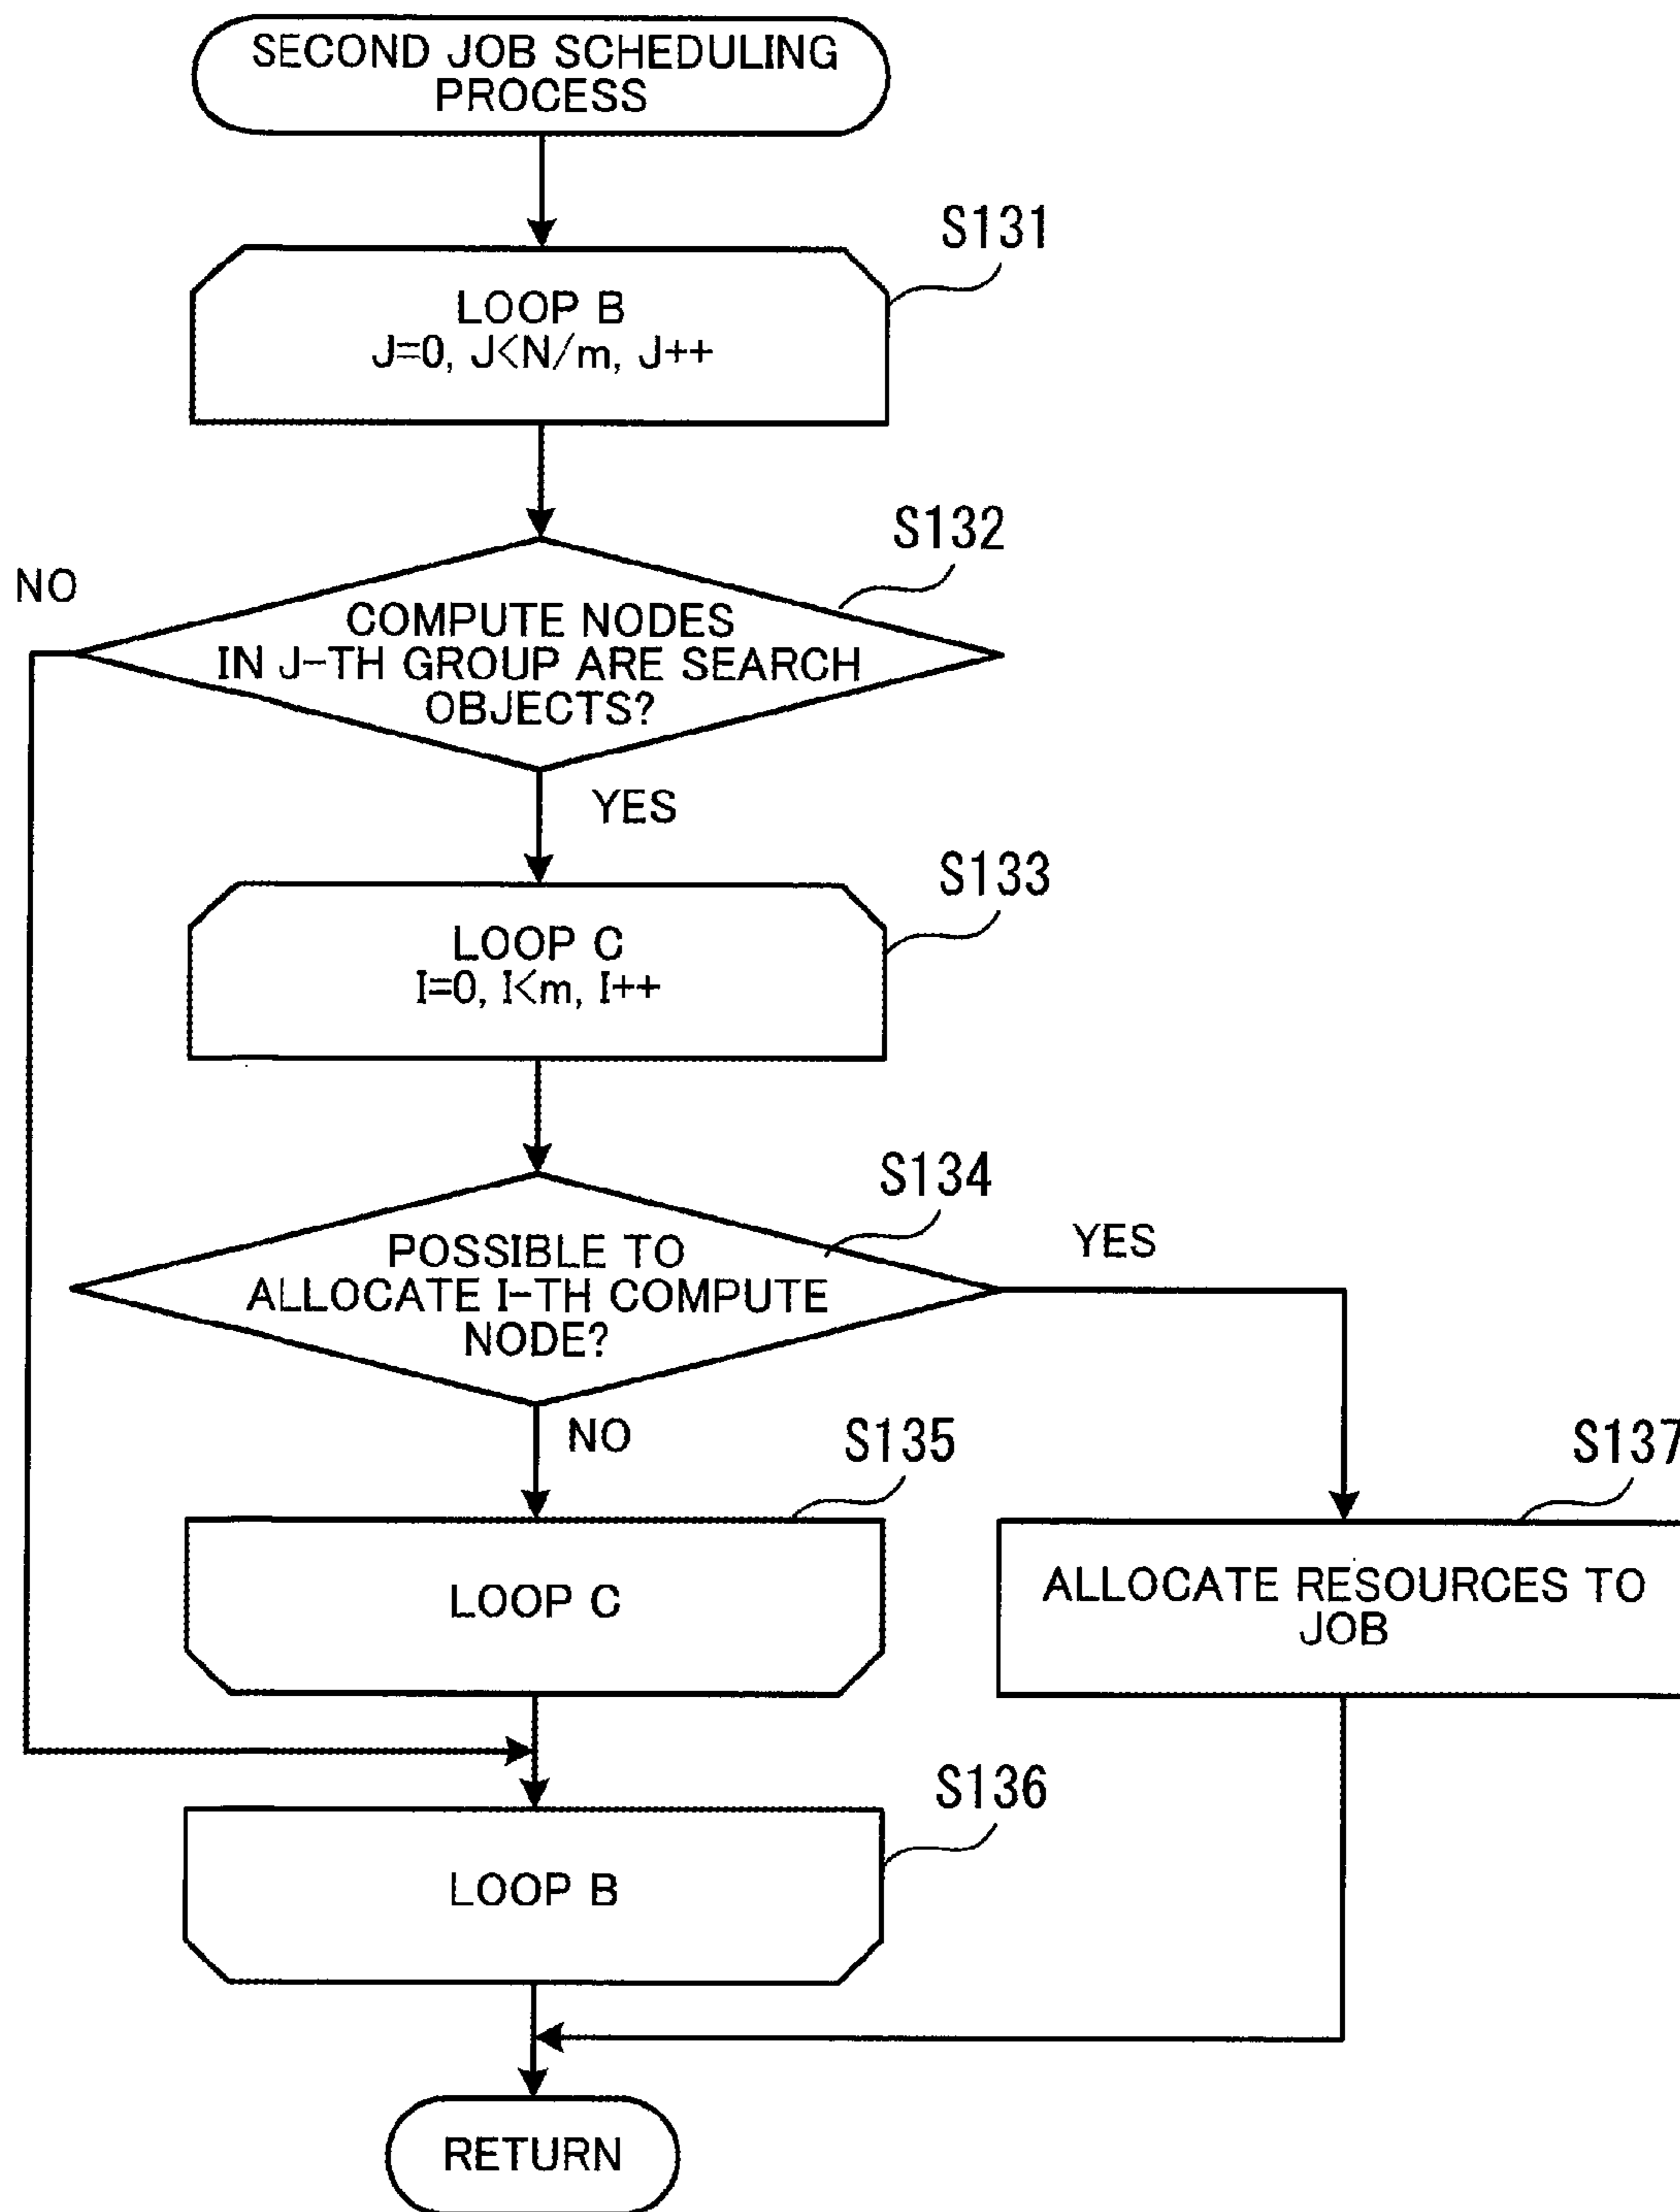 SECOND JOB SCHEDULING
PROCESS
S131
LOOP B
J=0, J<N/m, J++
S132
NO
COMPUTE NODES
IN J-TH GROUP ARE SEARCH
OBJECTS?
YES
S133
LOOP C
I=0, I<m, I++
S134
YES
POSSIBLE TO
ALLOCATE I-TH COMPUTE
NODE?
NO
S135
S137
LOOP C
ALLOCATE RESOURCES TO
JOB
S136
LOOP B
RETURN